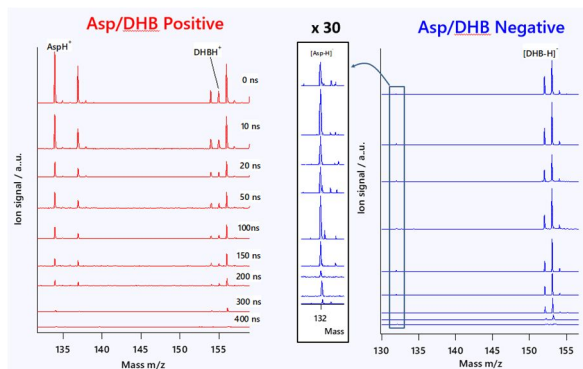 Asp/DHB Positive
x 30
Asp/DHB Negative
AspH+
DHBH+
0 ns
10 ns
20 ns
50 ns
100ns
150 ns
200 ns
300 ns
400 ns
Ion signal / a.u.
135 140 145 150 155
Mass m/z
[Asp-H]-
132
Mass
[DHB-H]-
Ion signal / a.u.
130 135 140 145 150 155
Mass m/z